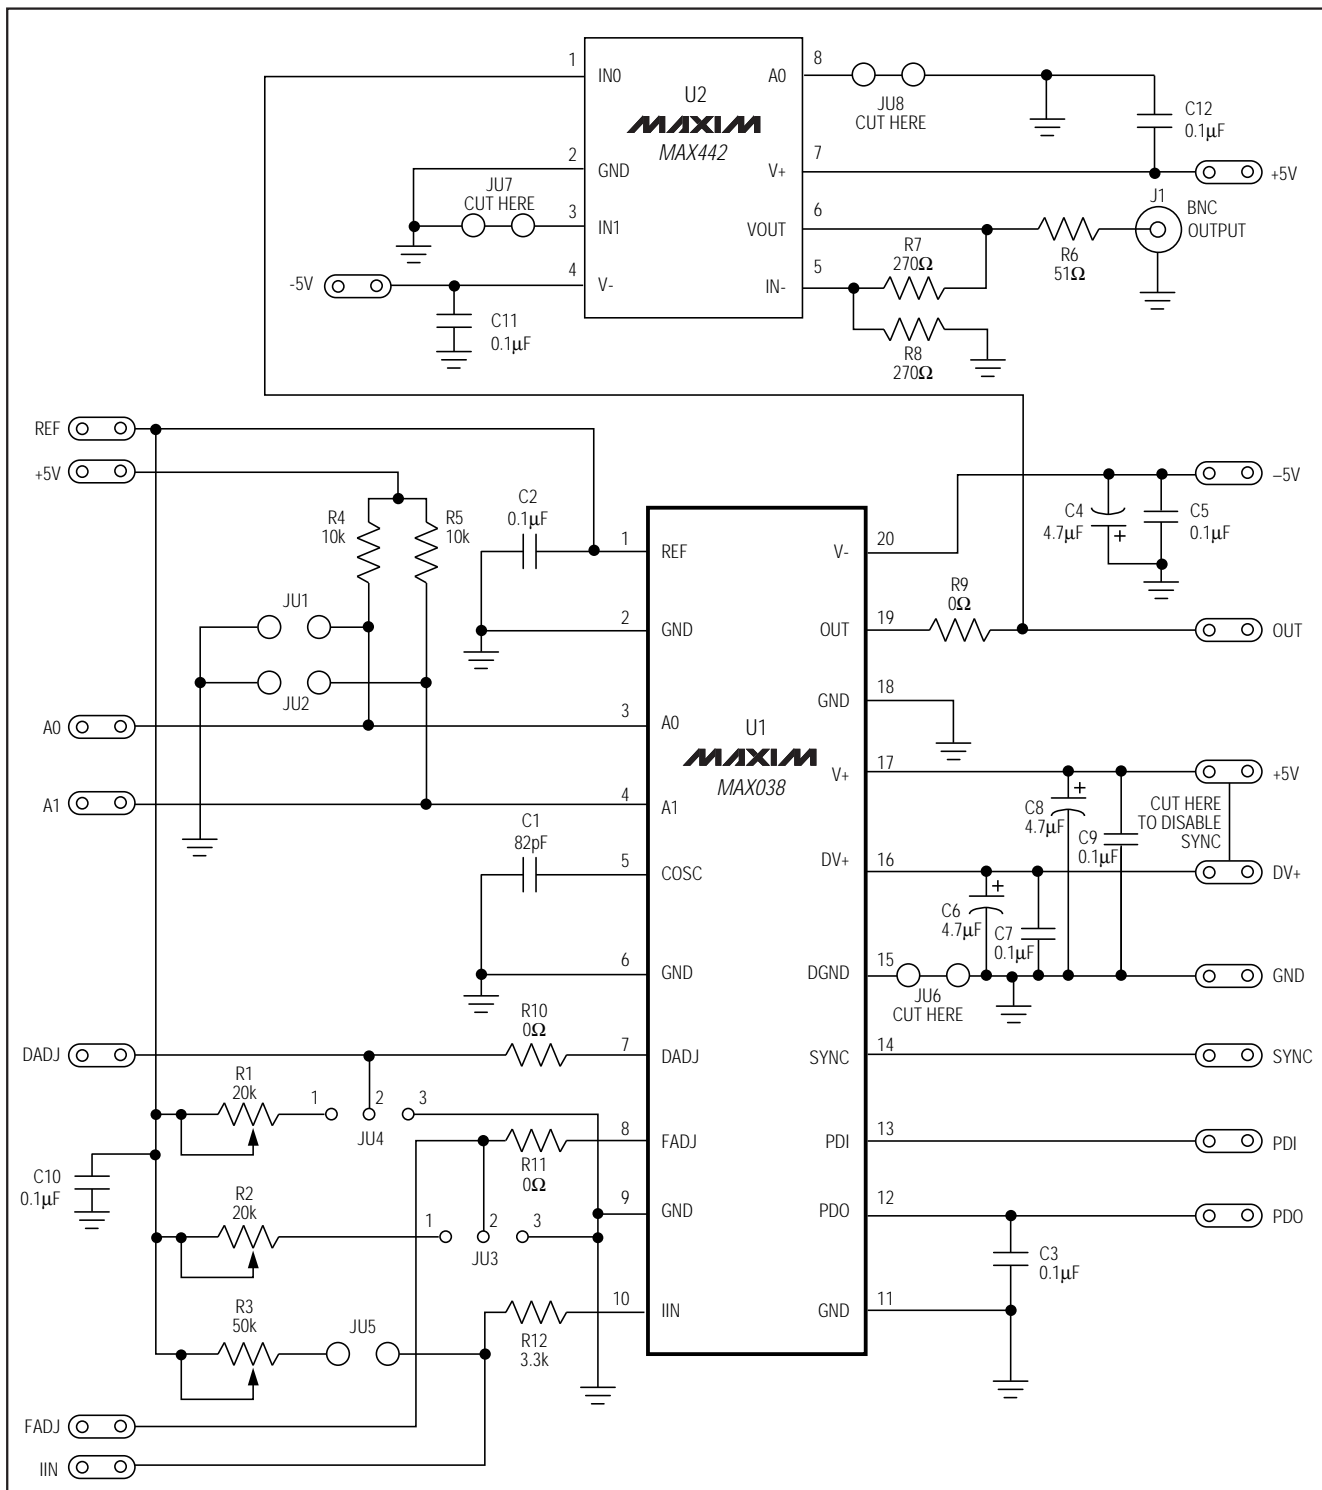 1
IN0
U2
MAXIM
MAX442
A0
8
JU8
CUT HERE
C12
0.1µF
2
GND
V+
7
+5V
JU7
CUT HERE
3
IN1
VOUT
6
J1
BNC
OUTPUT
R6
51Ω
R7
270Ω
-5V
4
V-
IN-
5
C11
0.1µF
R8
270Ω
REF
+5V
–5V
R4
10k
R5
10k
C2
0.1µF
C4
4.7µF
+
C5
0.1µF
1
REF
V-
20
R9
0Ω
JU1
2
GND
OUT
19
OUT
JU2
GND
18
A0
3
A0
U1
MAXIM
MAX038
V+
17
+5V
A1
4
A1
CUT HERE
TO DISABLE
SYNC
C8
4.7µF
+
C9
0.1µF
C1
82pF
5
COSC
DV+
16
DV+
C6
4.7µF
+
C7
0.1µF
6
GND
DGND
15
JU6
CUT HERE
GND
R10
0Ω
DADJ
7
DADJ
SYNC
14
SYNC
R1
20k
1
2
3
JU4
8
FADJ
R11
0Ω
PDI
13
PDI
C10
0.1µF
R2
20k
1
2
3
JU3
9
GND
PDO
12
PDO
C3
0.1µF
R3
50k
JU5
10
IIN
R12
3.3k
GND
11
FADJ
IIN